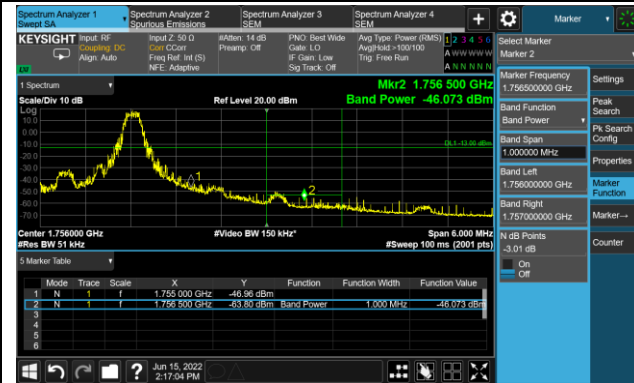 Spectrum Analyzer 1
Swept SA
Spectrum Analyzer 2
Spurious Emissions
Spectrum Analyzer 3
SEM
Spectrum Analyzer 4
SEM
+
Marker
KEYSIGHT
Input: RF
Coupling: DC
Align: Auto
Input Z: 50 Ω
Corr CCorr
Freq Ref: Int (S)
NFE: Adaptive
#Atten: 14 dB
Preamp: Off
PNO: Best Wide
Gate: LO
IF Gain: Low
Sig Track: Off
Avg Type: Power (RMS)
Avg|Hold >100/100
Trig: Free Run
1 2 3 4 5 6
A W W W W W
A N N N N N
Select Marker
Marker 2
1 Spectrum
Scale/Div 10 dB
Log
Ref Level 20.00 dBm
Mkr2 1.756 500 GHz
Band Power -46.073 dBm
10.0
0.00
-10.0
-20.0
-30.0
-40.0
-50.0
-60.0
-70.0
DL1 -13.00 dBm
1
2
Center 1.756000 GHz
#Res BW 51 kHz
#Video BW 150 kHz*
Span 6.000 MHz
#Sweep 100 ms (2001 pts)
5 Marker Table
Mode Trace Scale X Y Function Function Width Function Value
1 N 1 f 1.755 000 GHz -46.96 dBm
2 N 1 f 1.756 500 GHz -63.80 dBm Band Power 1.000 MHz -46.073 dBm
3
4
5
6
Marker Frequency
1.756500000 GHz
Band Function
Band Power
Band Span
1.000000 MHz
Band Left
1.756000000 GHz
Band Right
1.757000000 GHz
N dB Points
-3.01 dB
On
Off
Settings
Peak
Search
Pk Search
Config
Properties
Marker
Function
Marker→
Counter
?
Jun 15, 2022
2:17:04 PM